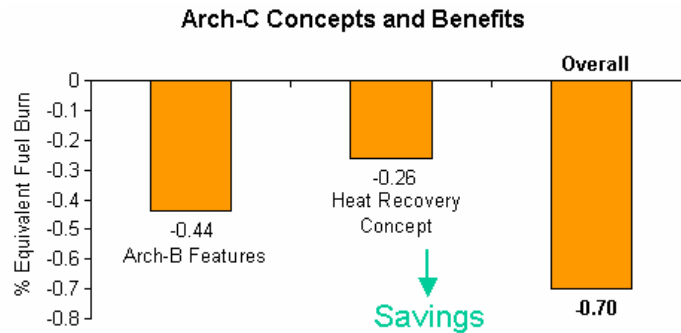 Arch-C Concepts and Benefits
Overall
% Equivalent Fuel Burn
0
-0.1
-0.2
-0.3
-0.4
-0.5
-0.6
-0.7
-0.8
-0.44
Arch-B Features
-0.26
Heat Recovery
Concept
Savings
-0.70